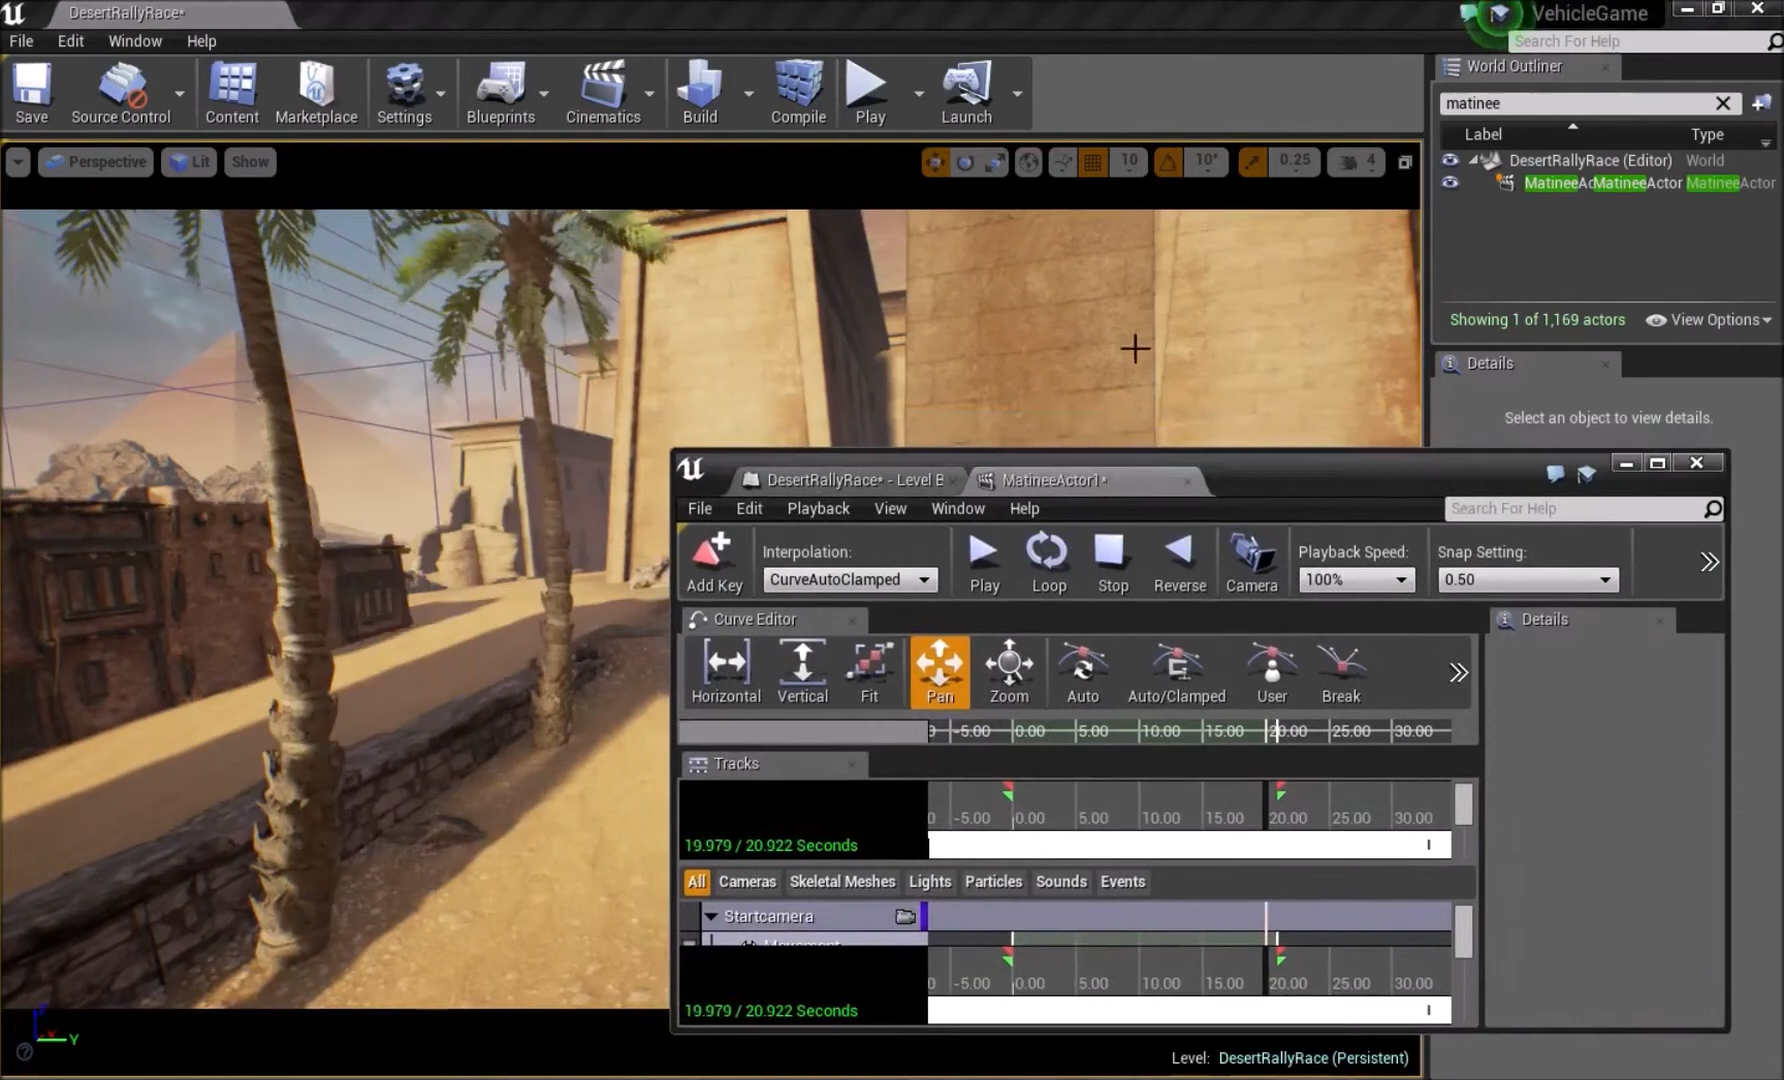 DesertRallyRace*
VehicleGame
File Edit Window Help
Search For Help
Save Source Control Content Marketplace Settings Blueprints Cinematics Build Compile Play Launch
Perspective Lit Show
10 10° 0.25 4
World Outliner
matinee
Label Type
DesertRallyRace (Editor) World
MatineeAcMatineeActor MatineeActor
Showing 1 of 1,169 actors View Options
Details
Select an object to view details.
DesertRallyRace* - Level B MatineeActor1*
File Edit Playback View Window Help
Search For Help
Add Key
Interpolation:
CurveAutoClamped
Play Loop Stop Reverse Camera
Playback Speed:
100%
Snap Setting:
0.50
Curve Editor
Details
Horizontal Vertical Fit Pan Zoom Auto Auto/Clamped User Break
-5.00 0.00 5.00 10.00 15.00 20.00 25.00 30.00
Tracks
0 -5.00 0.00 5.00 10.00 15.00 20.00 25.00 30.00
19.979 / 20.922 Seconds
All Cameras Skeletal Meshes Lights Particles Sounds Events
Startcamera
Movement
0 -5.00 0.00 5.00 10.00 15.00 20.00 25.00 30.00
19.979 / 20.922 Seconds
Y
Level: DesertRallyRace (Persistent)